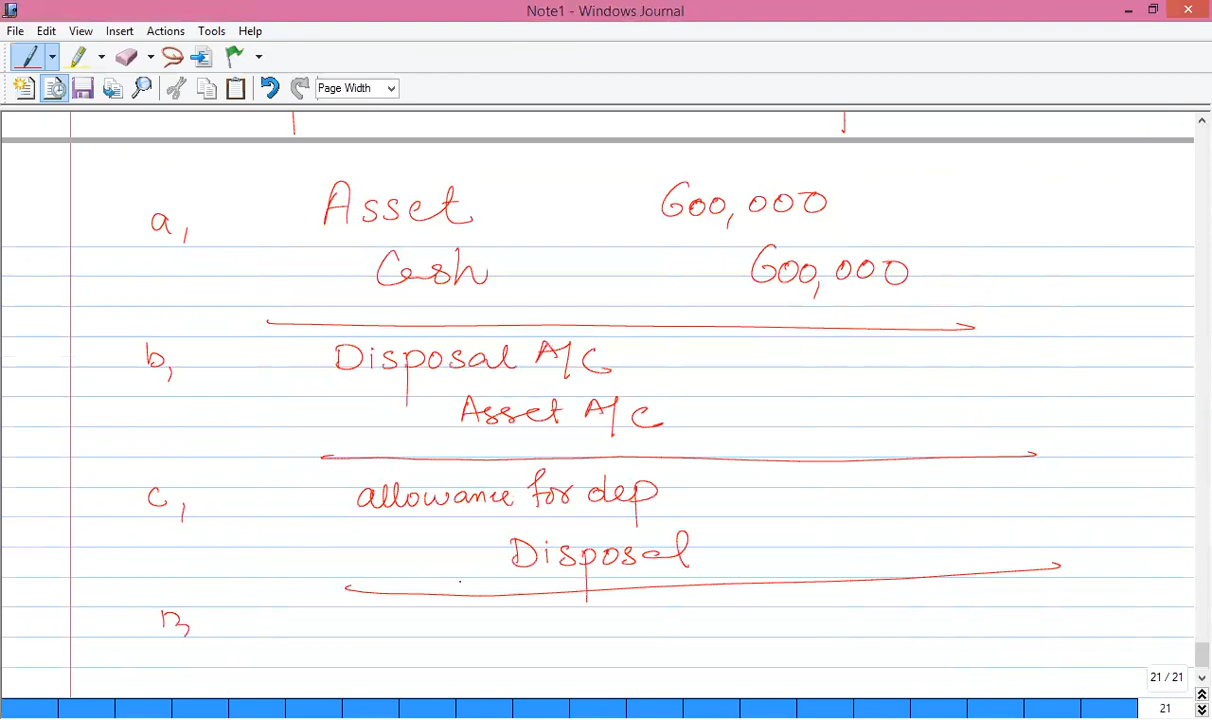 Note1 - Windows Journal
File Edit View Insert Actions Tools Help
Page Width
a, Asset 600,000
Cash 600,000
b, Disposal A/C
Asset A/C
c, allowance for dep
Disposal
21 / 21
21